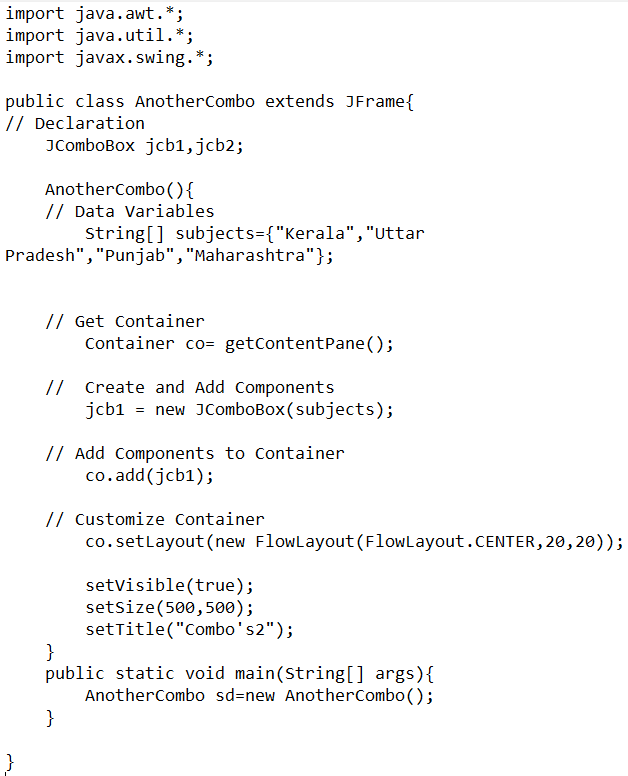 import java.awt.*;
import java.util.*;
import javax.swing.*;

public class AnotherCombo extends JFrame{
// Declaration
    JComboBox jcb1,jcb2;

    AnotherCombo(){
    // Data Variables
        String[] subjects={"Kerala","Uttar
Pradesh","Punjab","Maharashtra"};


    // Get Container
        Container co= getContentPane();

    //  Create and Add Components
        jcb1 = new JComboBox(subjects);

    // Add Components to Container
        co.add(jcb1);

    // Customize Container
        co.setLayout(new FlowLayout(FlowLayout.CENTER,20,20));

        setVisible(true);
        setSize(500,500);
        setTitle("Combo's2");
    }
    public static void main(String[] args){
        AnotherCombo sd=new AnotherCombo();
    }

}